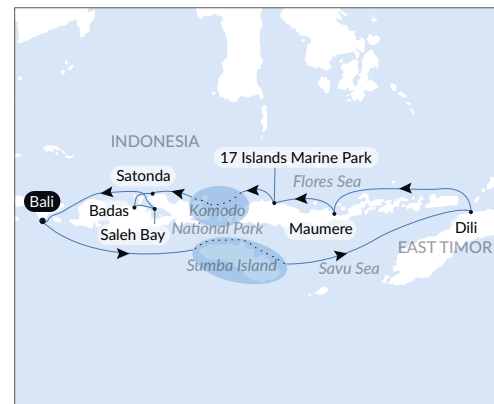 INDONESIA
17 Islands Marine Park
Satonda
Flores Sea
Bali
Badas
Komodo
National Park
Saleh Bay
Maumere
Dili
EAST TIMOR
Sumba Island
Savu Sea